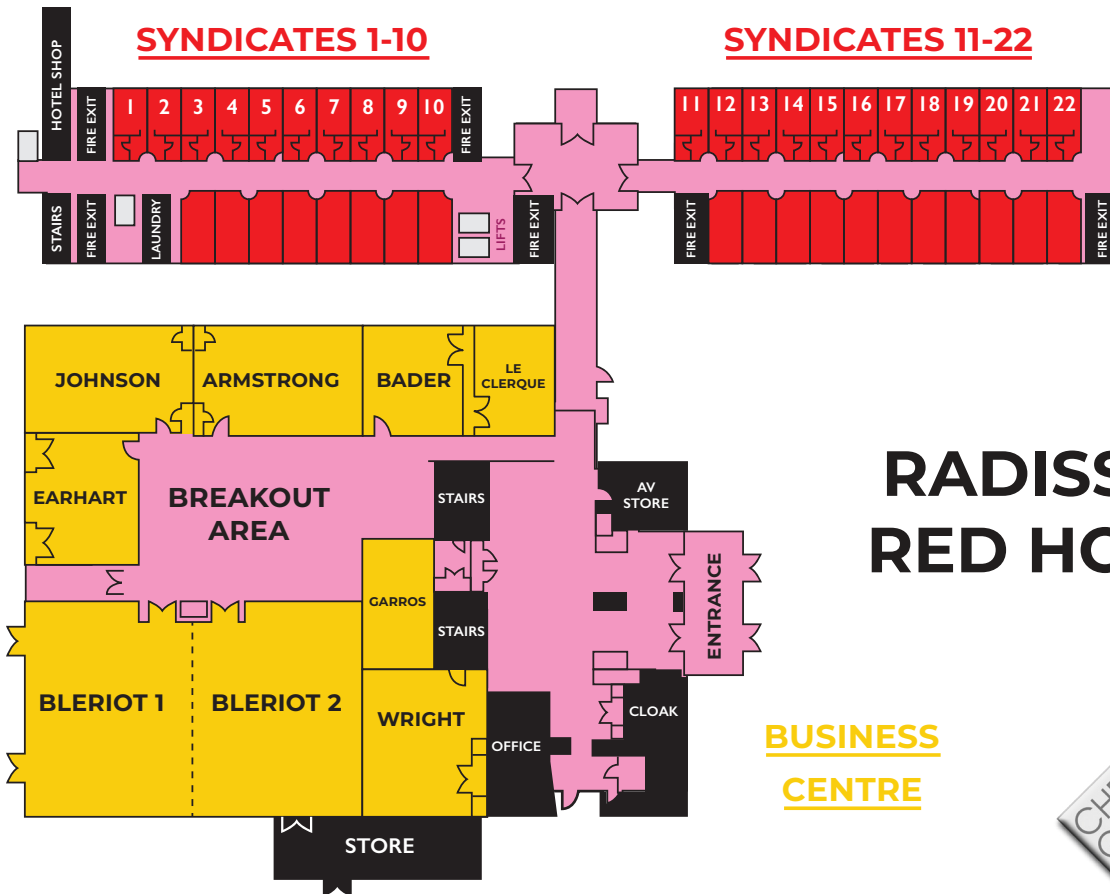 SYNDICATES 1-10
SYNDICATES 11-22
HOTEL SHOP
FIRE EXIT
1 2 3 4 5 6 7 8 9 10
FIRE EXIT
11 12 13 14 15 16 17 18 19 20 21 22
STAIRS
FIRE EXIT
LAUNDRY
LIFTS
FIRE EXIT
FIRE EXIT
FIRE EXIT
JOHNSON
ARMSTRONG
BADER
LE
CLERQUE
EARHART
BREAKOUT
AREA
STAIRS
AV
STORE
RADISS
RED HO
GARROS
STAIRS
ENTRANCE
BLERIOT 1
BLERIOT 2
WRIGHT
OFFICE
CLOAK
BUSINESS
CENTRE
STORE